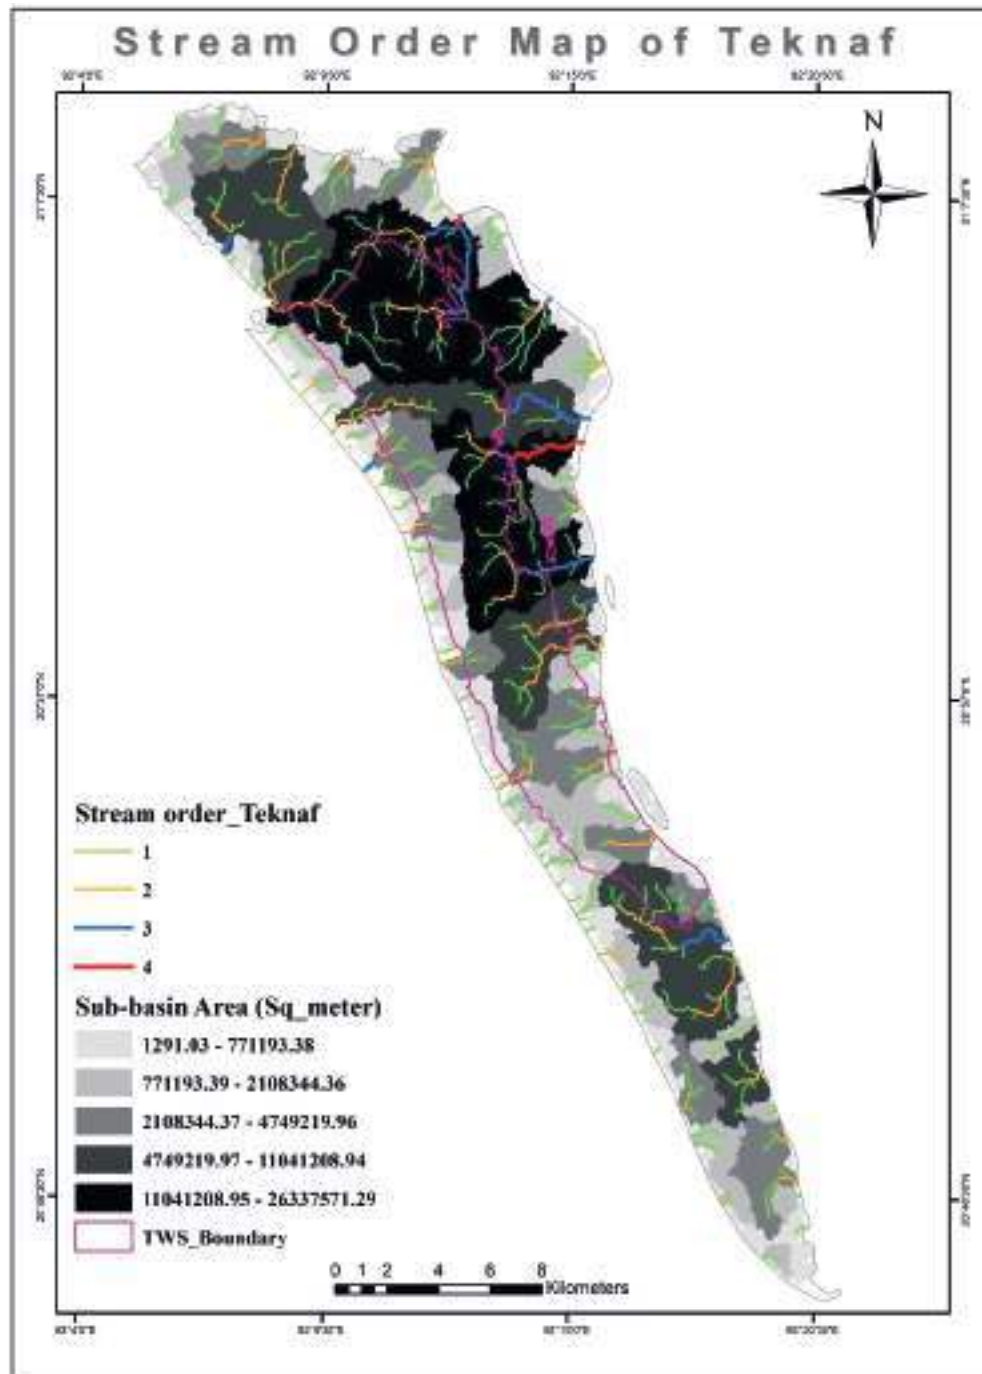 Stream Order Map of Teknaf
N
Stream order_Teknaf
1
2
3
4
Sub-basin Area (Sq_meter)
1291.03 - 771193.38
771193.39 - 2108344.36
2108344.37 - 4749219.96
4749219.97 - 11041208.94
11041208.95 - 26337571.29
TWS_Boundary
0 1 2 4 6 8
Kilometers